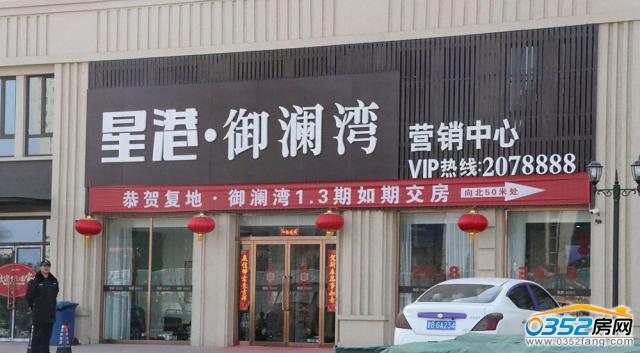 星港·御澜湾
营销中心
VIP热线:2078888
恭贺复地·御澜湾1.3期如期交房
向北50米处
0352房网
www.0352fang.com